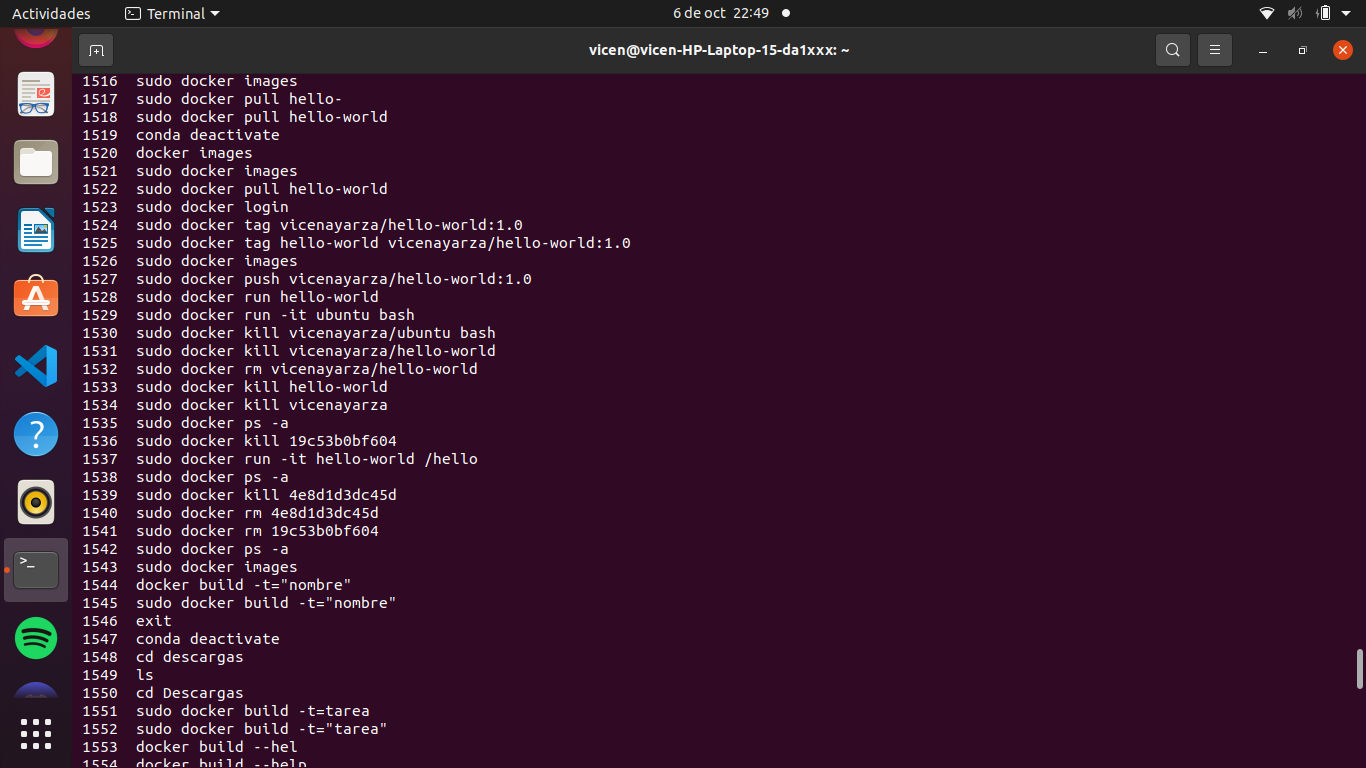 Actividades Terminal 6 de oct 22:49
vicen@vicen-HP-Laptop-15-da1xxx: ~
1516 sudo docker images
1517 sudo docker pull hello-
1518 sudo docker pull hello-world
1519 conda deactivate
1520 docker images
1521 sudo docker images
1522 sudo docker pull hello-world
1523 sudo docker login
1524 sudo docker tag vicenayarza/hello-world:1.0
1525 sudo docker tag hello-world vicenayarza/hello-world:1.0
1526 sudo docker images
1527 sudo docker push vicenayarza/hello-world:1.0
1528 sudo docker run hello-world
1529 sudo docker run -it ubuntu bash
1530 sudo docker kill vicenayarza/ubuntu bash
1531 sudo docker kill vicenayarza/hello-world
1532 sudo docker rm vicenayarza/hello-world
1533 sudo docker kill hello-world
1534 sudo docker kill vicenayarza
1535 sudo docker ps -a
1536 sudo docker kill 19c53b0bf604
1537 sudo docker run -it hello-world /hello
1538 sudo docker ps -a
1539 sudo docker kill 4e8d1d3dc45d
1540 sudo docker rm 4e8d1d3dc45d
1541 sudo docker rm 19c53b0bf604
1542 sudo docker ps -a
1543 sudo docker images
1544 docker build -t="nombre"
1545 sudo docker build -t="nombre"
1546 exit
1547 conda deactivate
1548 cd descargas
1549 ls
1550 cd Descargas
1551 sudo docker build -t=tarea
1552 sudo docker build -t="tarea"
1553 docker build --hel
1554 docker build --help